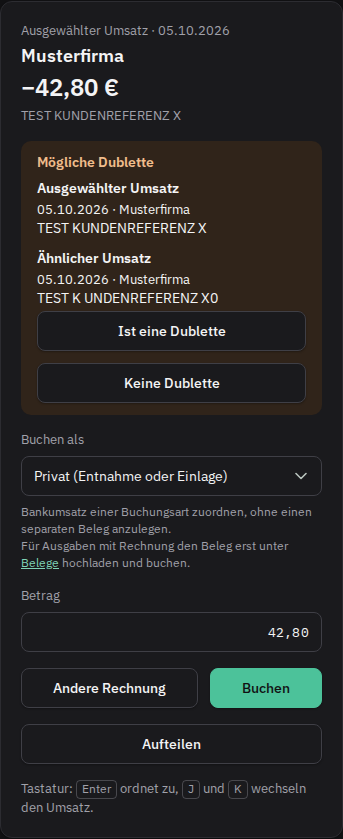 Ausgewählter Umsatz · 05.10.2026
Musterfirma
−42,80 €
TEST KUNDENREFERENZ X
Mögliche Dublette
Ausgewählter Umsatz
05.10.2026 · Musterfirma
TEST KUNDENREFERENZ X
Ähnlicher Umsatz
05.10.2026 · Musterfirma
TEST K UNDENREFERENZ X0
Ist eine Dublette
Keine Dublette
Buchen als
Privat (Entnahme oder Einlage)
Bankumsatz einer Buchungsart zuordnen, ohne einen
separaten Beleg anzulegen.
Für Ausgaben mit Rechnung den Beleg erst unter
Belege hochladen und buchen.
Betrag
42,80
Andere Rechnung
Buchen
Aufteilen
Tastatur: Enter ordnet zu, J und K wechseln
den Umsatz.